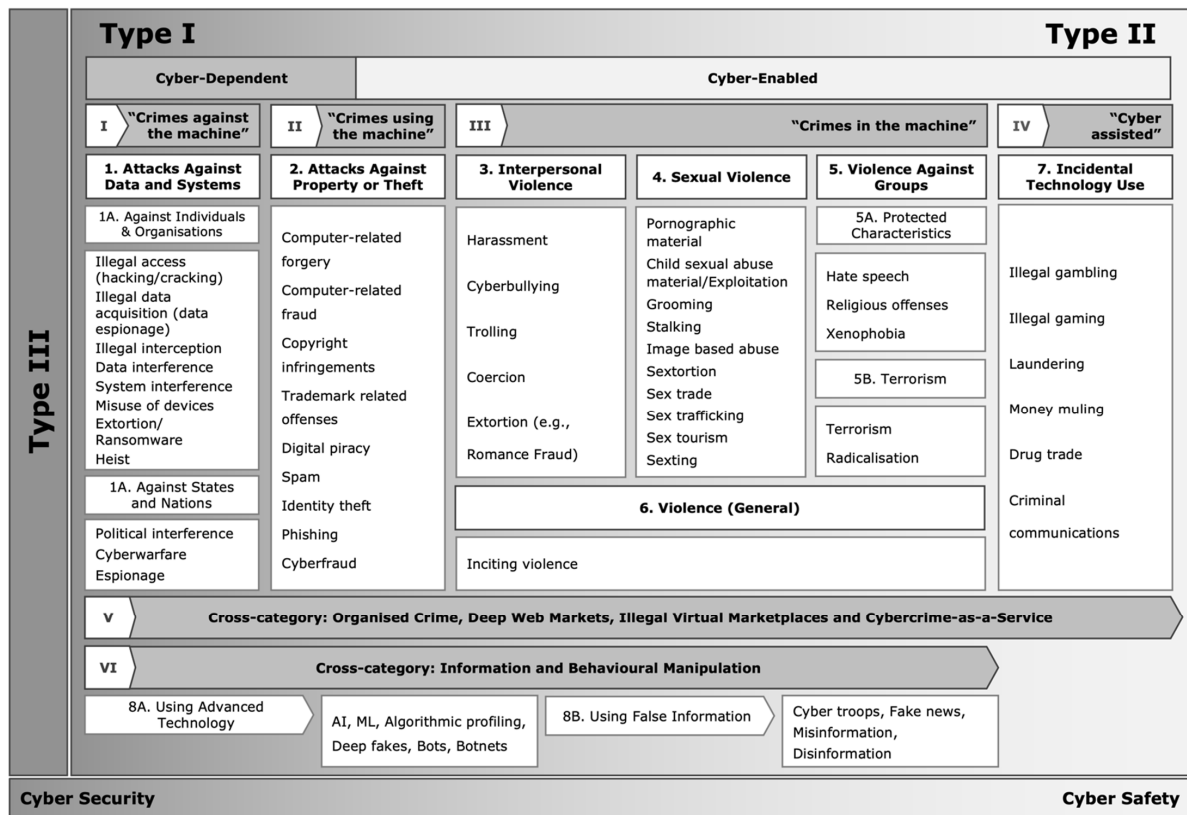 Type I
Type II
Type III
Cyber-Dependent
Cyber-Enabled
I
"Crimes against
the machine"
II
"Crimes using
the machine"
III
"Crimes in the machine"
IV
"Cyber
assisted"
1. Attacks Against
Data and Systems
1A. Against Individuals
& Organisations
Illegal access
(hacking/cracking)
Illegal data
acquisition (data
espionage)
Illegal interception
Data interference
System interference
Misuse of devices
Extortion/
Ransomware
Heist
1A. Against States
and Nations
Political interference
Cyberwarfare
Espionage
2. Attacks Against
Property or Theft
Computer-related
forgery
Computer-related
fraud
Copyright
infringements
Trademark related
offenses
Digital piracy
Spam
Identity theft
Phishing
Cyberfraud
3. Interpersonal
Violence
Harassment
Cyberbullying
Trolling
Coercion
Extortion (e.g.,
Romance Fraud)
4. Sexual Violence
Pornographic
material
Child sexual abuse
material/Exploitation
Grooming
Stalking
Image based abuse
Sextortion
Sex trade
Sex trafficking
Sex tourism
Sexting
5. Violence Against
Groups
5A. Protected
Characteristics
Hate speech
Religious offenses
Xenophobia
5B. Terrorism
Terrorism
Radicalisation
6. Violence (General)
Inciting violence
7. Incidental
Technology Use
Illegal gambling
Illegal gaming
Laundering
Money muling
Drug trade
Criminal
communications
V
Cross-category: Organised Crime, Deep Web Markets, Illegal Virtual Marketplaces and Cybercrime-as-a-Service
VI
Cross-category: Information and Behavioural Manipulation
8A. Using Advanced
Technology
AI, ML, Algorithmic profiling,
Deep fakes, Bots, Botnets
8B. Using False Information
Cyber troops, Fake news,
Misinformation,
Disinformation
Cyber Security
Cyber Safety